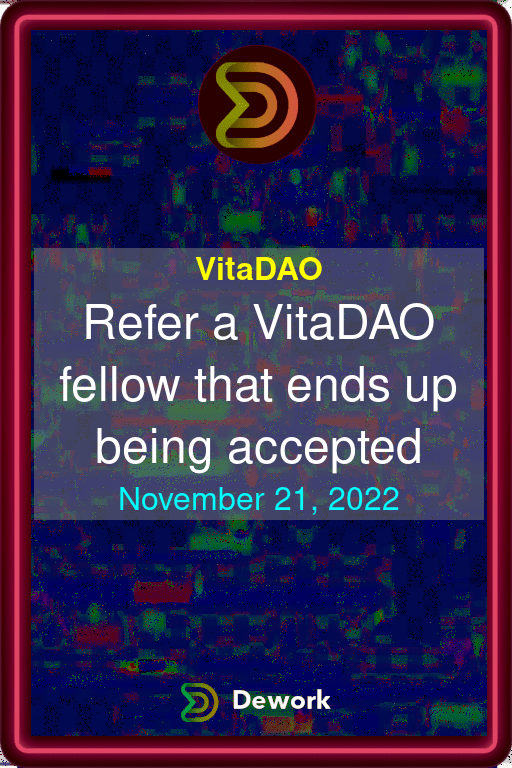 VitaDAO
Refer a VitaDAO
fellow that ends up
being accepted
November 21, 2022
Dework